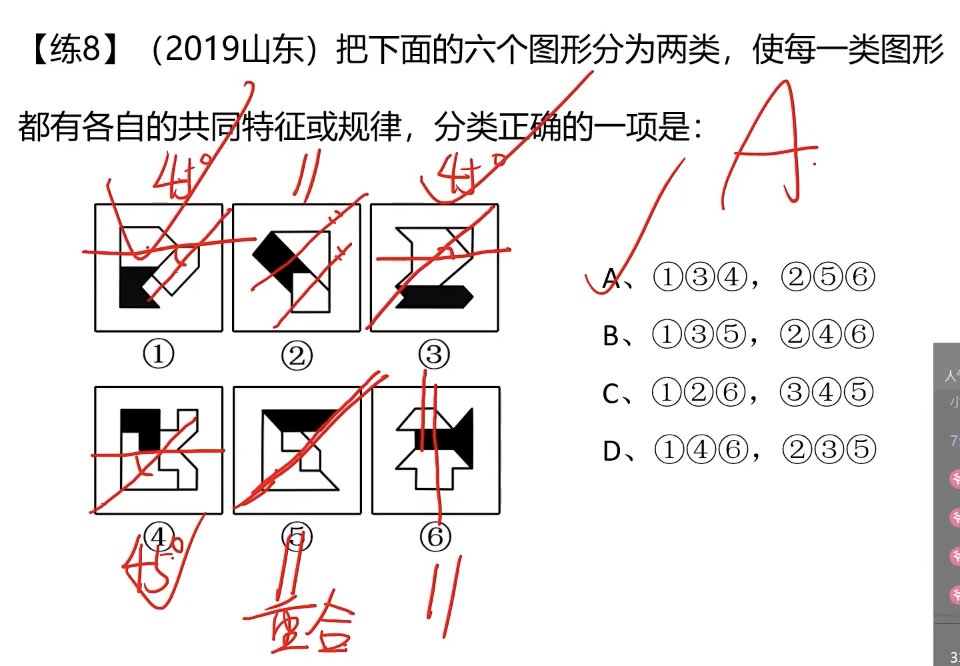 【练8】（2019山东）把下面的六个图形分为两类，使每一类图形
都有各自的共同特征或规律，分类正确的一项是：
A
45° // 45°
A、①③④，②⑤⑥
① ② ③
B、①③⑤，②④⑥
C、①②⑥，③④⑤
D、①④⑥，②③⑤
④ ⑤ ⑥
45° // //
重合